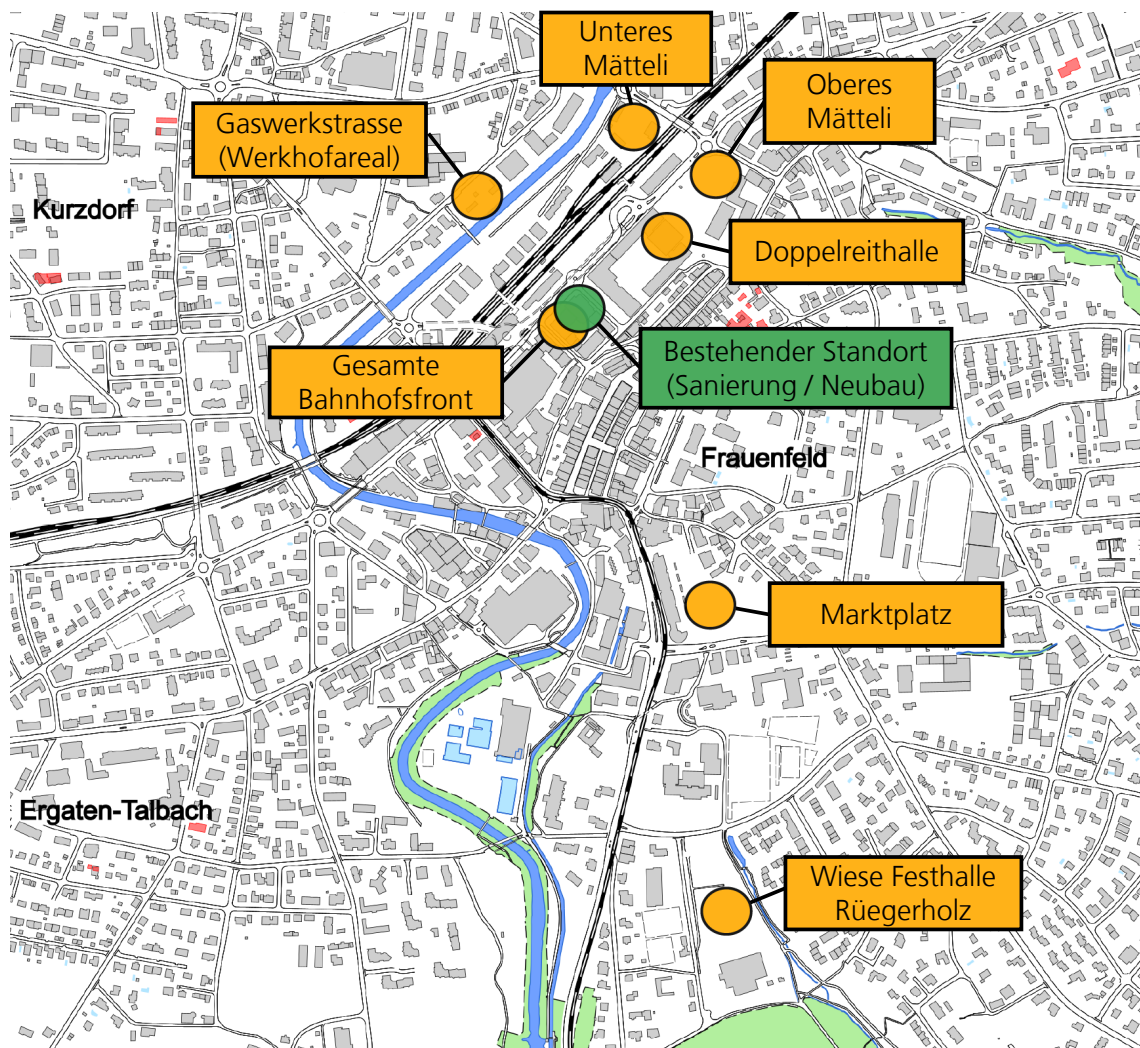 Unteres
Mätteli
Oberes
Mätteli
Gaswerkstrasse
(Werkhofareal)
Kurzdorf
Doppelreithalle
Gesamte
Bahnhofsfront
Bestehender Standort
(Sanierung / Neubau)
Frauenfeld
Marktplatz
Ergaten-Talbach
Wiese Festhalle
Rüegerholz